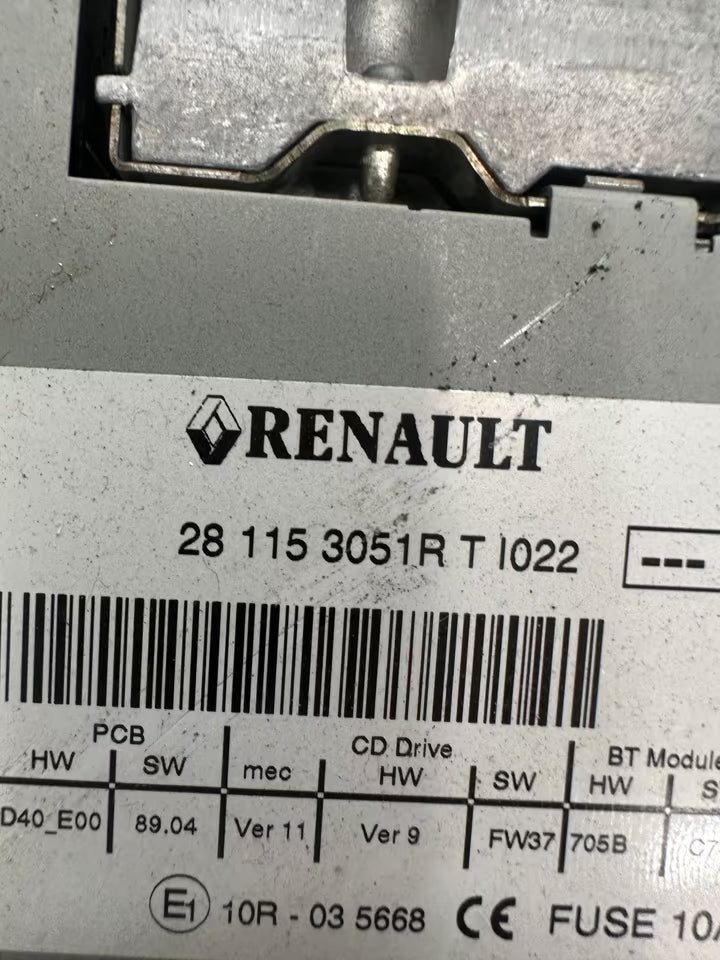 RENAULT
28 115 3051R T I022
---
PCB CD Drive BT Module
HW SW mec HW SW HW
D40_E00 89.04 Ver 11 Ver 9 FW37 705B
E1 10R - 03 5668 CE FUSE 10A